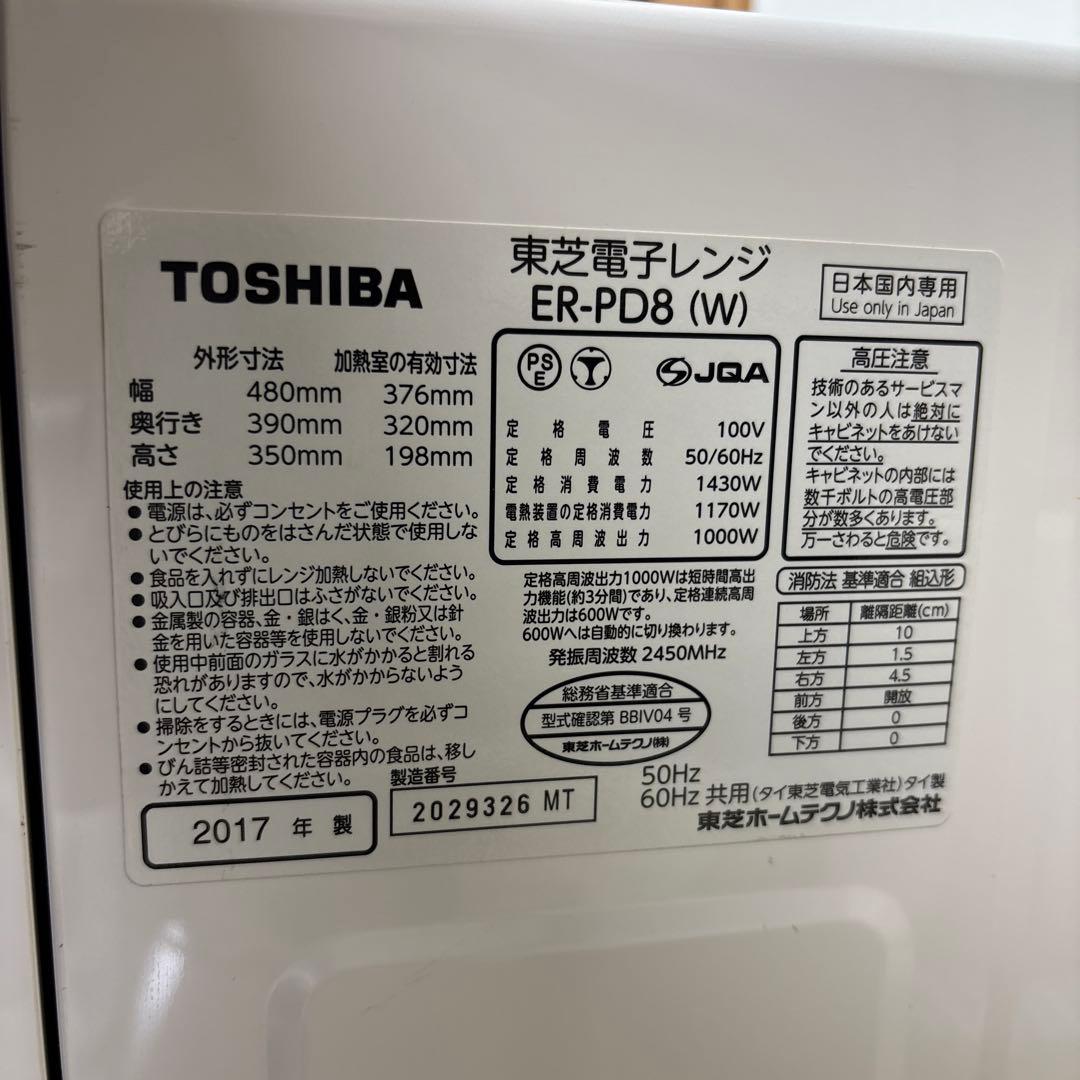 TOSHIBA
東芝電子レンジ
ER-PD8 (W)
日本国内専用
Use only in Japan
外形寸法 加熱室の有効寸法
幅 480mm 376mm
奥行き 390mm 320mm
高さ 350mm 198mm
使用上の注意
●電源は、必ずコンセントをご使用ください。
●とびらにものをはさんだ状態で使用しな
いでください。
●食品を入れずにレンジ加熱しないでください。
●吸入口及び排出口はふさがないでください。
●金属製の容器、金・銀はく、金・銀粉又は針
金を用いた容器等を使用しないでください。
●使用中前面のガラスに水がかかると割れる
恐れがありますので、水がかからないよう
にしてください。
●掃除をするときには、電源プラグを必ずコ
ンセントから抜いてください。
●びん詰等密封された容器内の食品は、移し
かえて加熱してください。
2017 年 製
製造番号
2029326 MT
PSE JQA
定格電圧 100V
定格周波数 50/60Hz
定格消費電力 1430W
電熱装置の定格消費電力 1170W
定格高周波出力 1000W
定格高周波出力1000Wは短時間高出
力機能(約3分間)であり、定格連続高周
波出力は600Wです。
600Wへは自動的に切り換わります。
発振周波数 2450MHz
総務省基準適合
型式確認第 BBIV04 号
東芝ホームテクノ(株)
高圧注意
技術のあるサービスマ
ン以外の人は絶対に
キャビネットをあけない
でください。
キャビネットの内部には
数千ボルトの高電圧部
分が数多くあります。
万一さわると危険です。
消防法 基準適合 組込形
場所 離隔距離(cm)
上方 10
左方 1.5
右方 4.5
前方 開放
後方 0
下方 0
50Hz
60Hz 共用 (タイ東芝電気工業社)タイ製
東芝ホームテクノ株式会社